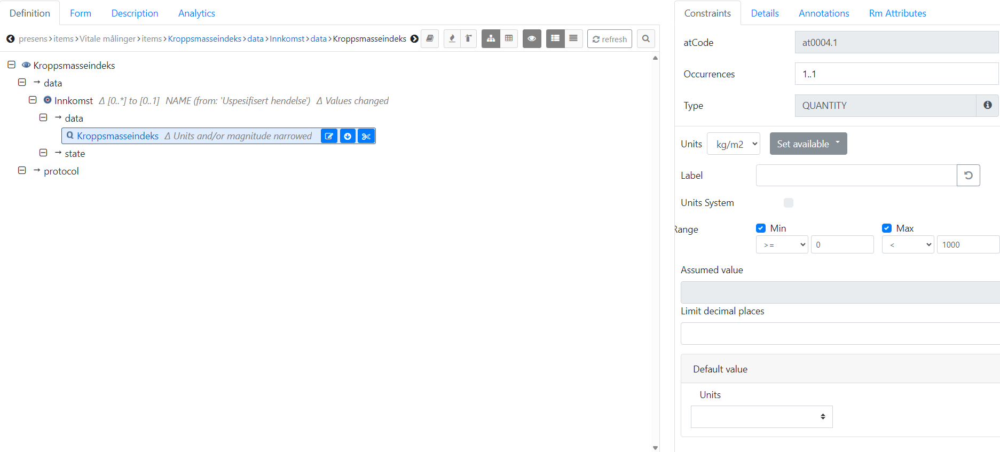 Definition Form Description Analytics
presens>items>Vitale målinger>items>Kroppsmasseindeks>data>Innkomst>data>Kroppsmasseindeks refresh
Kroppsmasseindeks
→ data
Innkomst Δ [0..*] to [0..1] NAME (from: 'Uspesifisert hendelse') Δ Values changed
→ data
Q Kroppsmasseindeks Δ Units and/or magnitude narrowed
→ state
→ protocol
Constraints Details Annotations Rm Attributes
atCode at0004.1
Occurrences 1..1
Type QUANTITY
Units kg/m2 Set available
Label
Units System
Range Min Max
>= 0 < 1000
Assumed value
Limit decimal places
Default value
Units